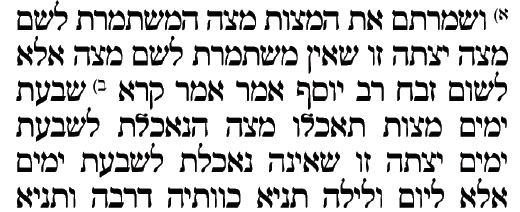 א) ושמרתם את המצות מצה המשתמרת לשם
מצה יצתה זו שאין משתמרת לשם מצה אלא
לשום זבח רב יוסף אמר אמר קרא ב) שבעת
ימים מצות תאכלו מצה הנאכלת לשבעת
ימים יצתה זו שאינה נאכלת לשבעת ימים
אלא ליום ולילה תניא כוותיה דרבה ותניא